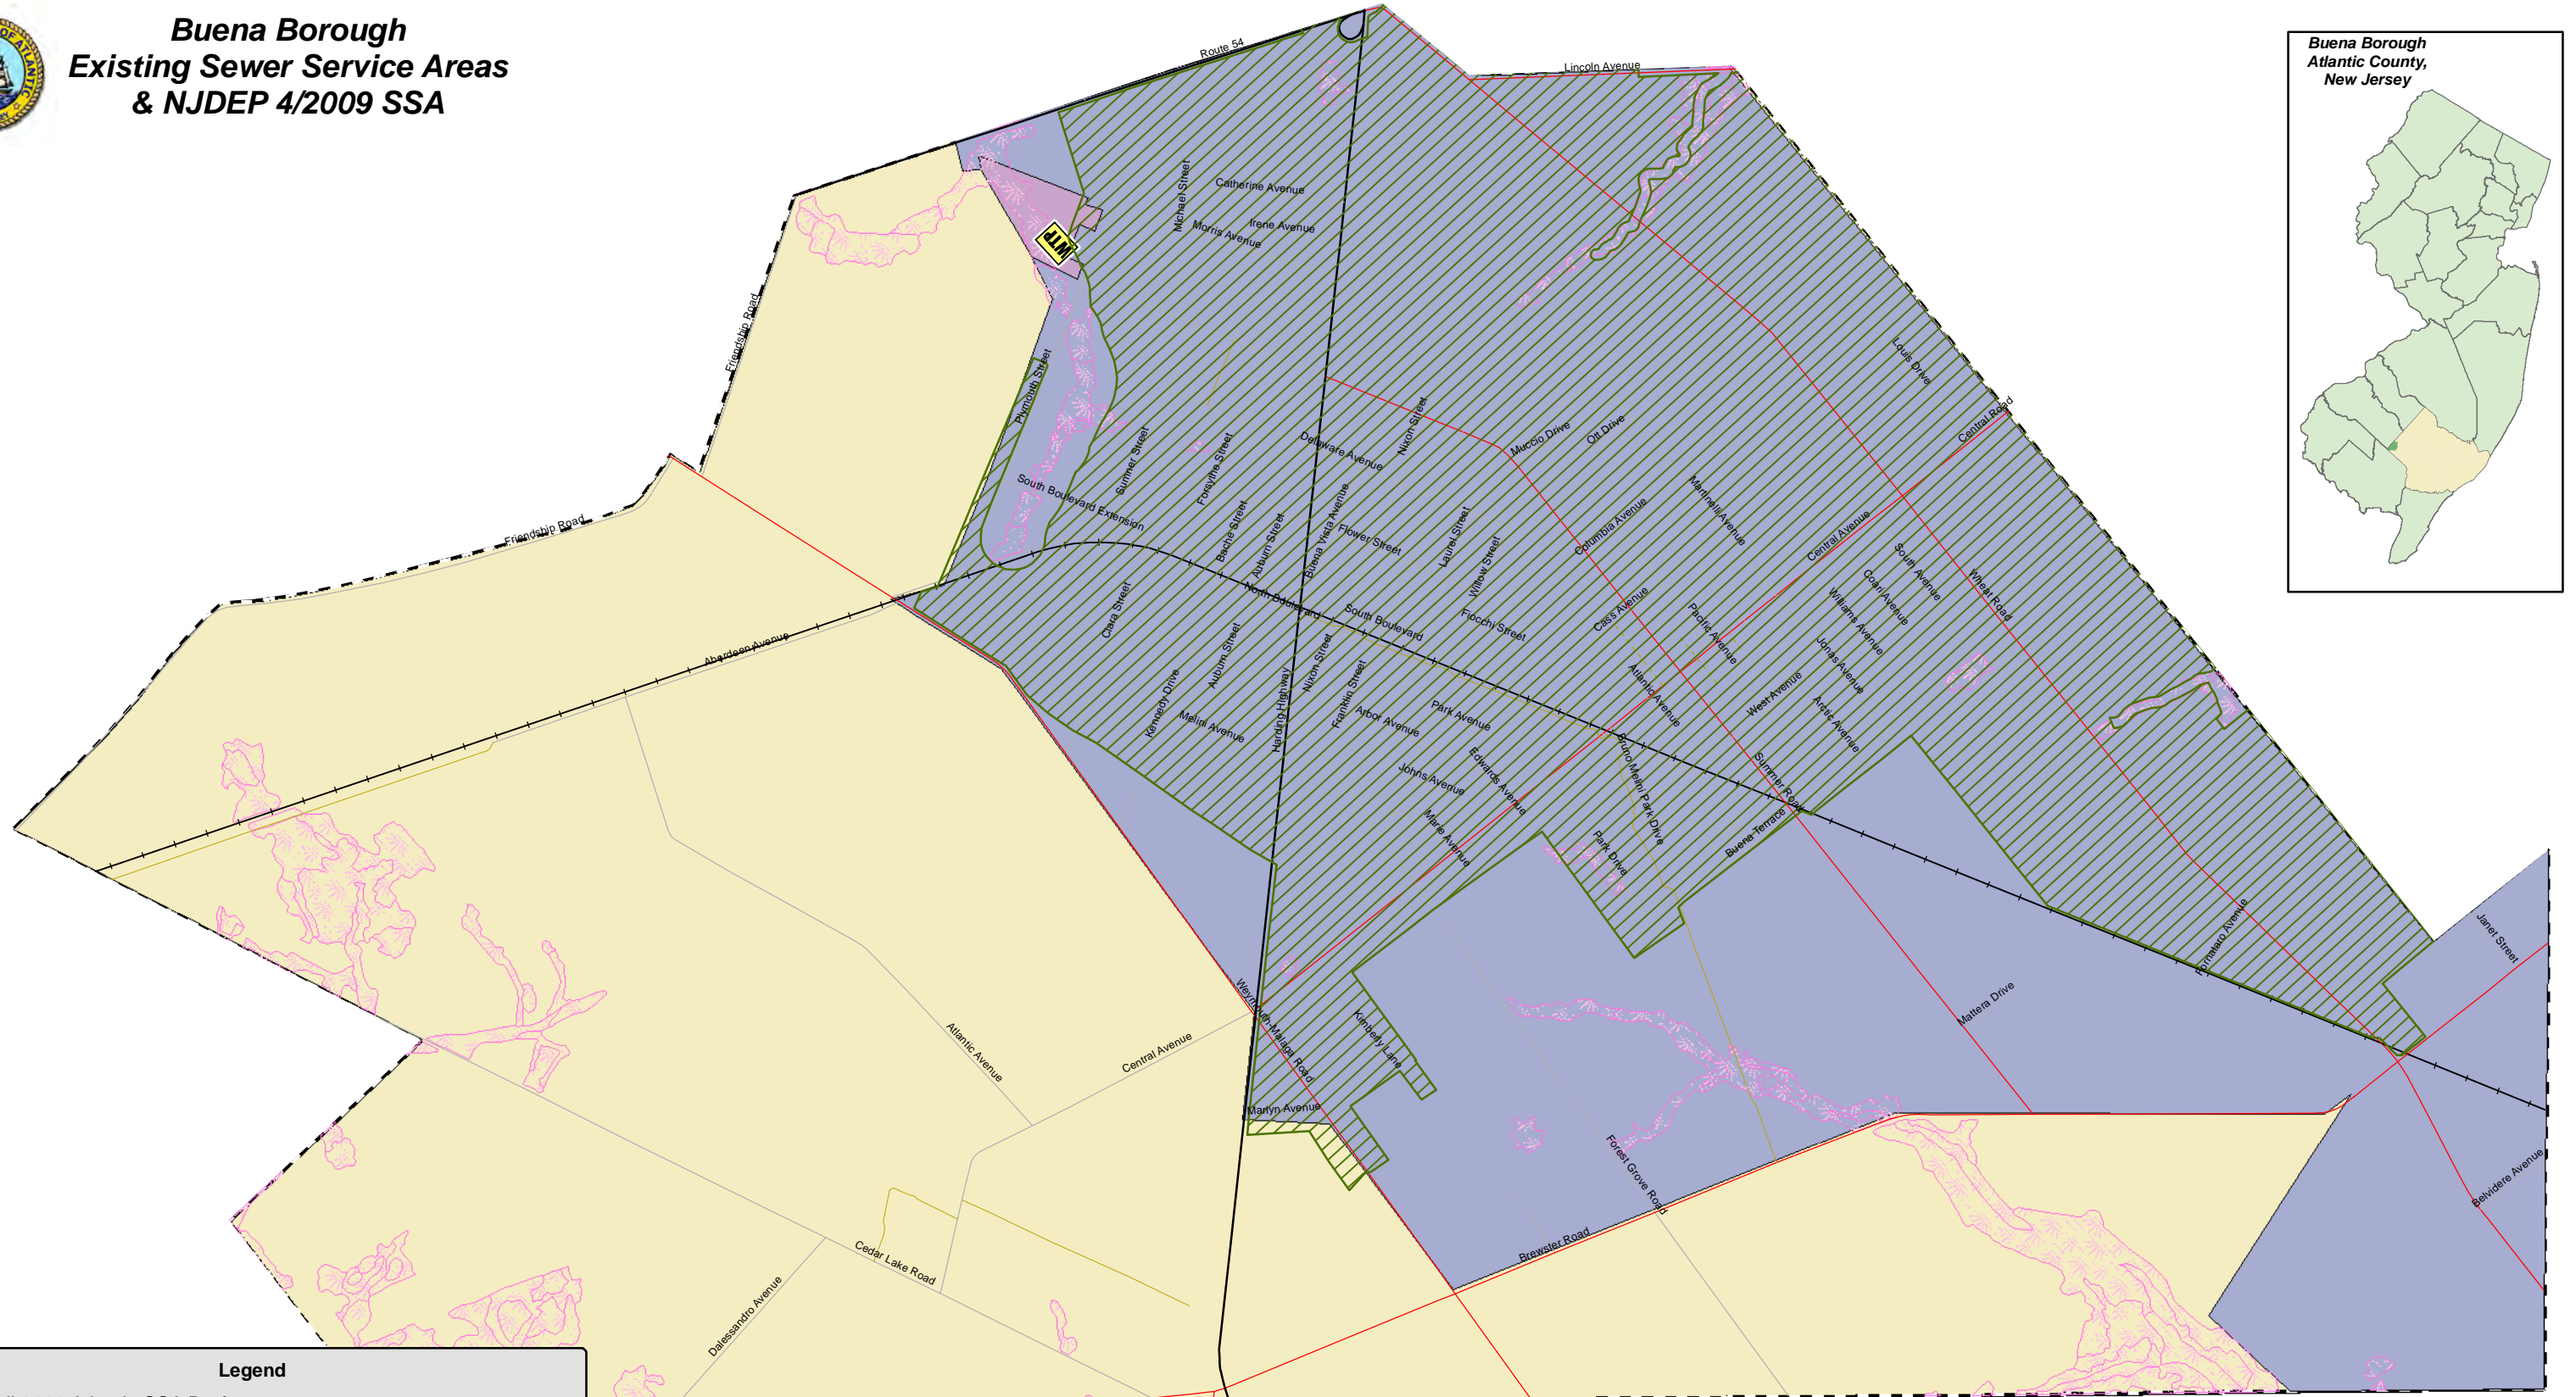 OF ATLANTIC
Buena Borough
Existing Sewer Service Areas
& NJDEP 4/2009 SSA
Buena Borough
Atlantic County,
New Jersey
Route 54
Lincoln Avenue
Michael Street
Catherine Avenue
Irene Avenue
Morris Avenue
WTP
Friendship Road
Plymouth Street
Louis Drive
Central Road
Summer Street
Forsythe Street
Delaware Avenue
Nixon Street
Muccio Drive
Ott Drive
South Boulevard Extension
Bache Street
Auburn Street
Buena Vista Avenue
Flower Street
Laurel Street
Willow Street
Columbia Avenue
Martinelli Avenue
Central Avenue
South Avenue
Coari Avenue
Williams Avenue
Wheat Road
Friendship Road
Clara Street
North Boulevard
South Boulevard
Fiocchi Street
Cass Avenue
Pacific Avenue
Jonas Avenue
Aberdeen Avenue
Auburn Street
Nixon Street
Franklin Street
Atlantic Avenue
West Avenue
Arctic Avenue
Kennedy Drive
Melini Avenue
Harding Highway
Arbor Avenue
Park Avenue
Johns Avenue
Edwards Avenue
Bruno Melini Park Drive
Summer Road
Marie Avenue
Park Drive
Buena Terrace
Fornataro Avenue
Janet Street
Weymouth-Malaga Road
Kimberly Lane
Mattera Drive
Atlantic Avenue
Central Avenue
Marlyn Avenue
Forest Grove Road
Belvidere Avenue
Brewster Road
Cedar Lake Road
Dalessandro Avenue
Legend